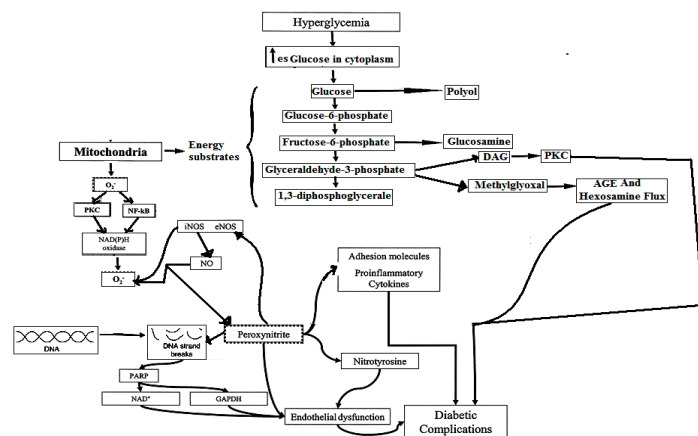 Hyperglycemia
↑es Glucose in cytoplasm
Glucose
Polyol
Glucose-6-phosphate
Fructose-6-phosphate
Glucosamine
Mitochondria
Energy
substrates
DAG
PKC
Glyceraldehyde-3-phosphate
1,3-diphosphoglycerale
Methylglyoxal
AGE And
Hexosamine Flux
O₂⁻
PKC
NF-kB
NAD(P)H
oxidase
O₂⁻
iNOS eNOS
NO
Adhesion molecules
Proinflammatory
Cytokines
DNA
DNA strand
breaks
Peroxynitrite
Nitrotyrosine
PARP
NAD⁺
GAPDH
Endothelial dysfunction
Diabetic
Complications